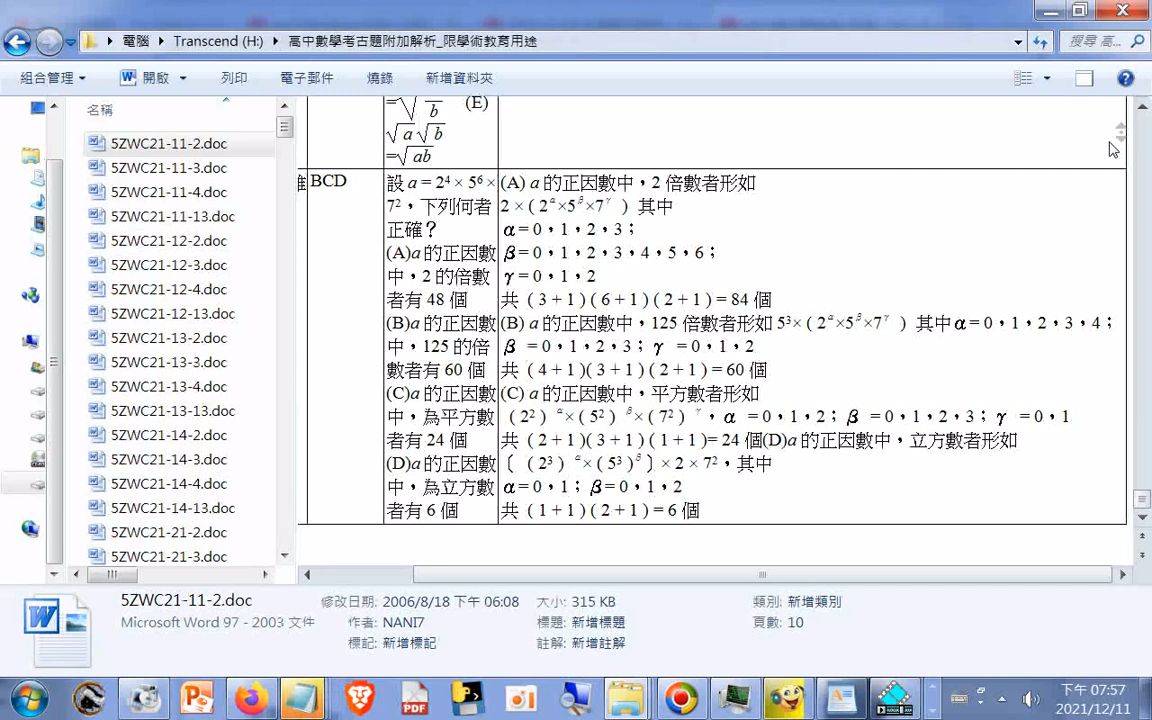 電腦 ▸ Transcend (H:) ▸ 高中數學考古題附加解析_限學術教育用途
搜尋 高...
組合管理 開啟 列印 電子郵件 燒錄 新增資料夾
名稱
5ZWC21-11-2.doc
5ZWC21-11-3.doc
5ZWC21-11-4.doc
5ZWC21-11-13.doc
5ZWC21-12-2.doc
5ZWC21-12-3.doc
5ZWC21-12-4.doc
5ZWC21-12-13.doc
5ZWC21-13-2.doc
5ZWC21-13-3.doc
5ZWC21-13-4.doc
5ZWC21-13-13.doc
5ZWC21-14-2.doc
5ZWC21-14-3.doc
5ZWC21-14-4.doc
5ZWC21-14-13.doc
5ZWC21-21-2.doc
5ZWC21-21-3.doc
=√b (E)
√a√b
=√ab
BCD
設 a = 2⁴ × 5⁶ ×
7²，下列何者
正確？
(A)a 的正因數
中，2 的倍數
者有 48 個
(B)a 的正因數
中，125 的倍
數者有 60 個
(C)a 的正因數
中，為平方數
者有 24 個
(D)a 的正因數
中，為立方數
者有 6 個
(A) a 的正因數中，2 倍數者形如
2 ×（2^α×5^β×7^γ ）其中
α = 0，1，2，3；
β = 0，1，2，3，4，5，6；
γ = 0，1，2
共（3 + 1）(6 + 1）(2 + 1) = 84 個
(B) a 的正因數中，125 倍數者形如 5³×（2^α×5^β×7^γ ）其中 α = 0，1，2，3，4；
β = 0，1，2，3；γ = 0，1，2
共（4 + 1）(3 + 1）(2 + 1) = 60 個
(C) a 的正因數中，平方數者形如
（2²）^α×（5²）^β×（7²）^γ，α = 0，1，2；β = 0，1，2，3；γ = 0，1
共（2 + 1）(3 + 1）(1 + 1)= 24 個(D)a 的正因數中，立方數者形如
〔（2³）^α×（5³）^β〕× 2 × 7²，其中
α = 0，1；β = 0，1，2
共（1 + 1）(2 + 1) = 6 個
5ZWC21-11-2.doc
Microsoft Word 97 - 2003 文件
修改日期: 2006/8/18 下午 06:08
作者: NANI7
標記: 新增標記
大小: 315 KB
標題: 新增標題
註解: 新增註解
類別: 新增類別
頁數: 10
下午 07:57
2021/12/11